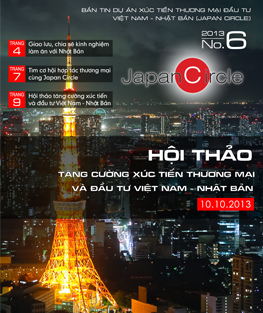 BẢN TIN DỰ ÁN XÚC TIẾN THƯƠNG MẠI ĐẦU TƯ
VIỆT NAM - NHẬT BẢN (JAPAN CIRCLE)
2013
No.6
TRANG
4
Giao lưu, chia sẻ kinh nghiệm
làm ăn với Nhật Bản
TRANG
7
Tìm cơ hội hợp tác thương mại
cùng Japan Circle
TRANG
9
Hội thảo tăng cường xúc tiến
và đầu tư Việt Nam - Nhật Bản
JapanCircle
HỘI THẢO
TĂNG CƯỜNG XÚC TIẾN THƯƠNG MẠI
VÀ ĐẦU TƯ VIỆT NAM - NHẬT BẢN
10.10.2013